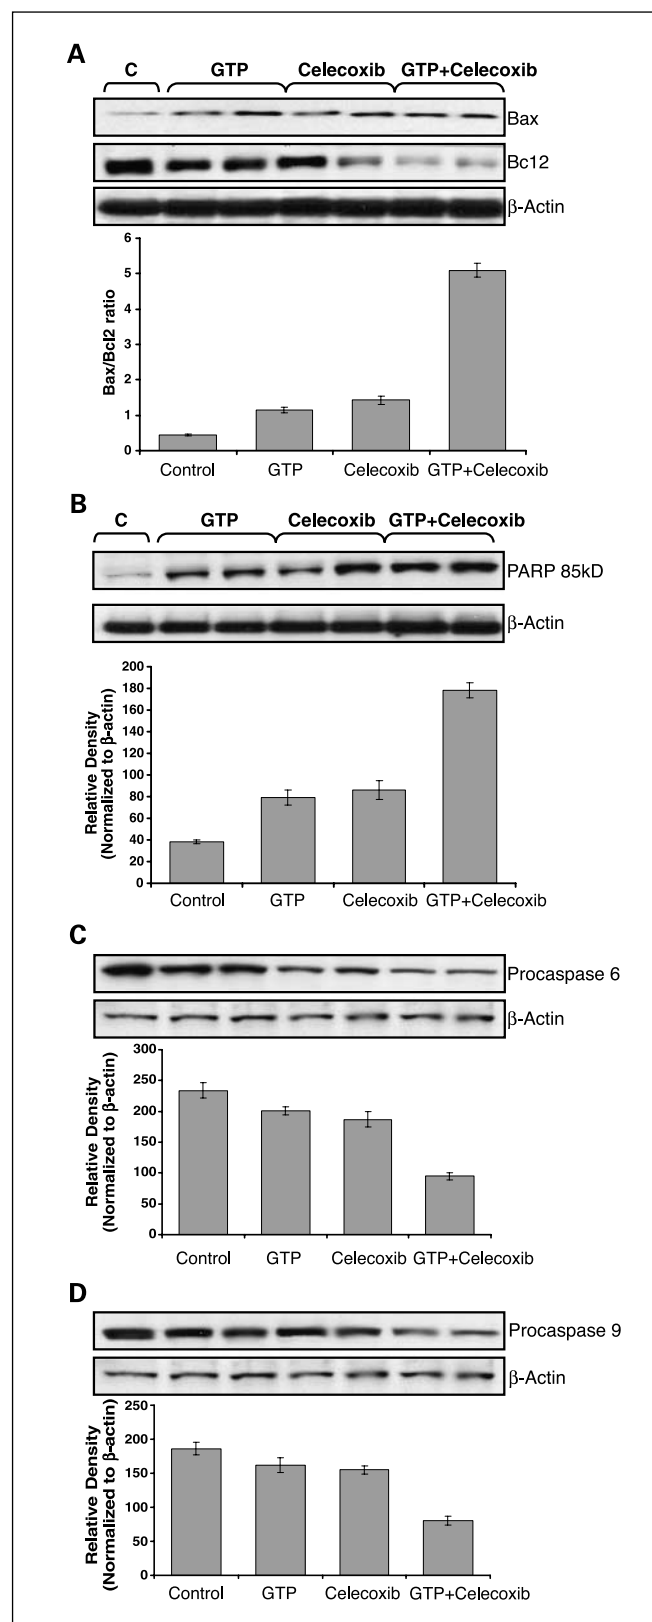 A
C GTP Celecoxib GTP+Celecoxib
Bax
Bc12
β-Actin
Bax/Bcl2 ratio
6
5
4
3
2
1
0
Control GTP Celecoxib GTP+Celecoxib
B
C GTP Celecoxib GTP+Celecoxib
PARP 85kD
β-Actin
Relative Density
(Normalized to β-actin)
200
180
160
140
120
100
80
60
40
20
0
Control GTP Celecoxib GTP+Celecoxib
C
Procaspase 6
β-Actin
Relative Density
(Normalized to β-actin)
300
250
200
150
100
50
0
Control GTP Celecoxib GTP+Celecoxib
D
Procaspase 9
β-Actin
Relative Density
(Normalized to β-actin)
250
200
150
100
50
0
Control GTP Celecoxib GTP+Celecoxib